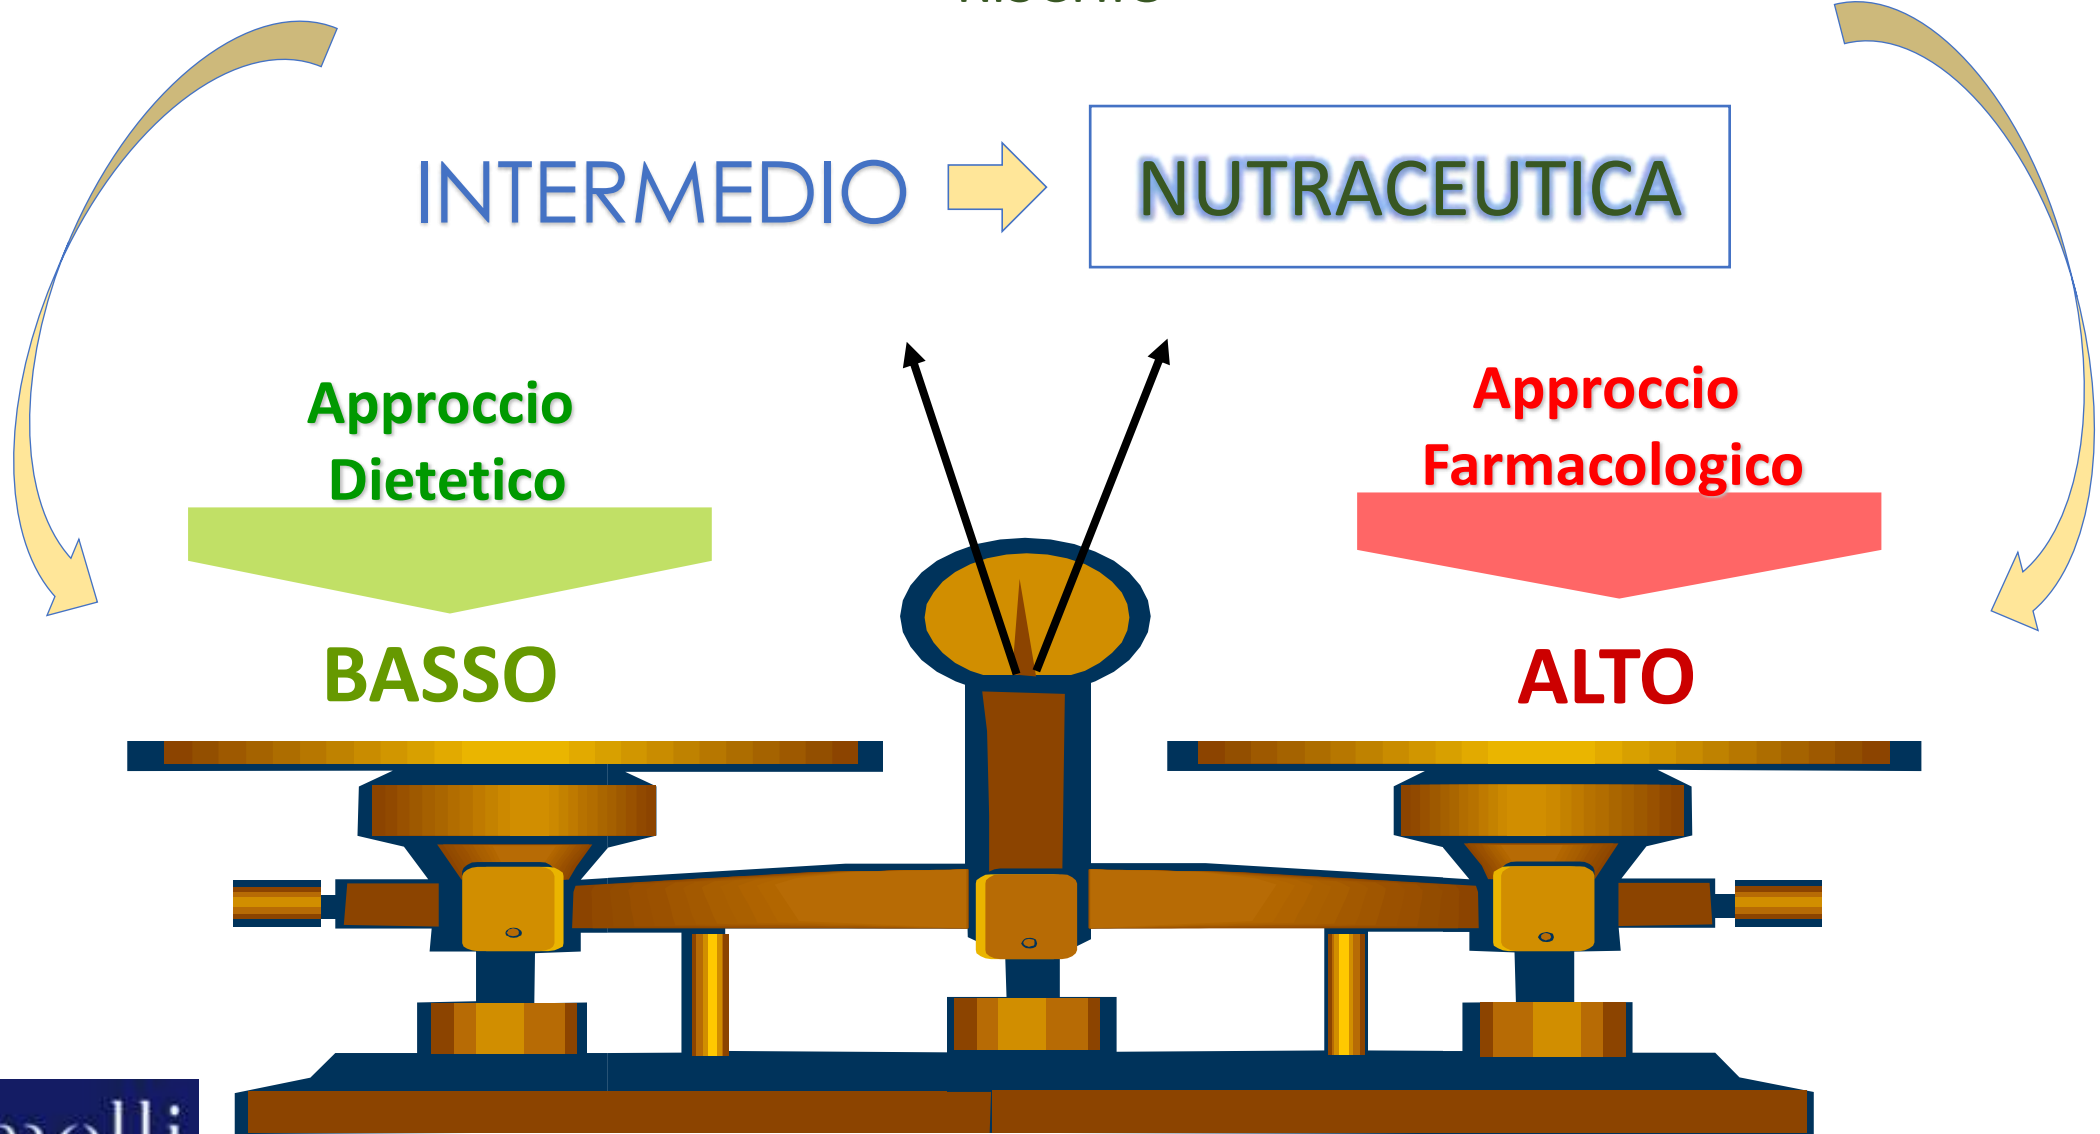 INTERMEDIO
NUTRACEUTICA
Approccio
Dietetico
Approccio
Farmacologico
BASSO
ALTO